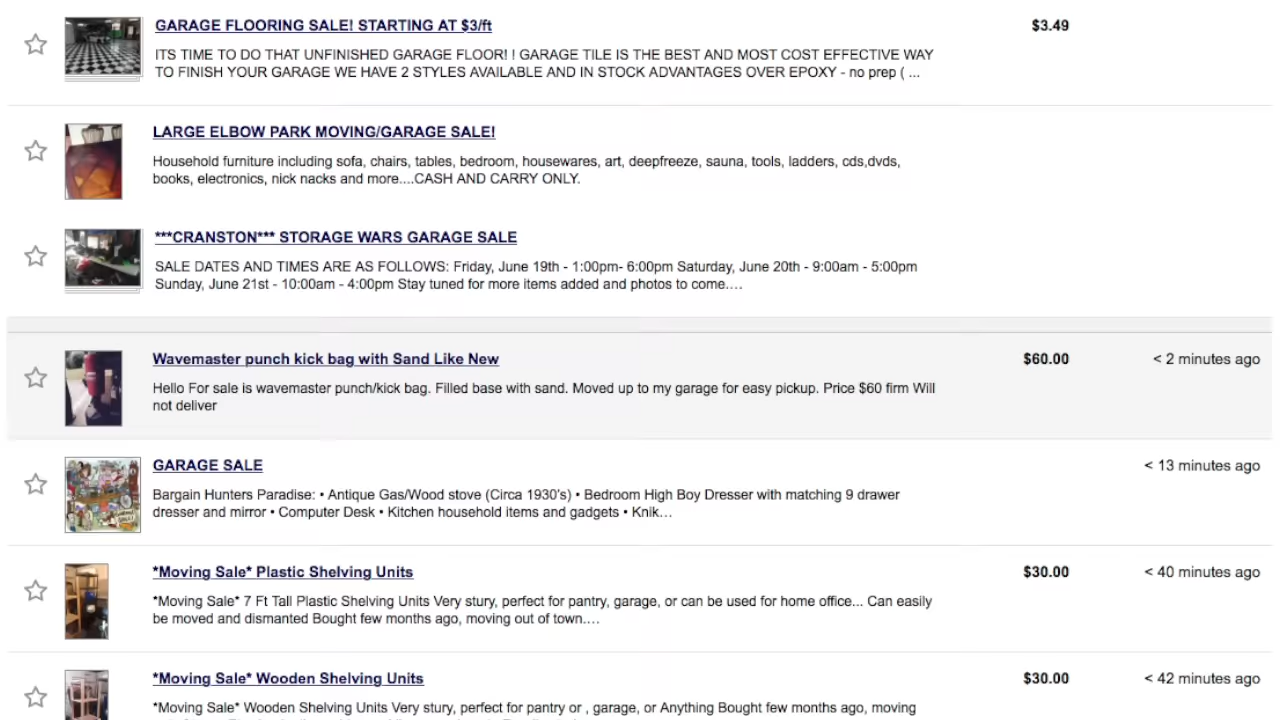 GARAGE FLOORING SALE! STARTING AT $3/ft
$3.49
ITS TIME TO DO THAT UNFINISHED GARAGE FLOOR! ! GARAGE TILE IS THE BEST AND MOST COST EFFECTIVE WAY
TO FINISH YOUR GARAGE WE HAVE 2 STYLES AVAILABLE AND IN STOCK ADVANTAGES OVER EPOXY - no prep ( ...
LARGE ELBOW PARK MOVING/GARAGE SALE!
Household furniture including sofa, chairs, tables, bedroom, housewares, art, deepfreeze, sauna, tools, ladders, cds,dvds,
books, electronics, nick nacks and more....CASH AND CARRY ONLY.
***CRANSTON*** STORAGE WARS GARAGE SALE
SALE DATES AND TIMES ARE AS FOLLOWS: Friday, June 19th - 1:00pm- 6:00pm Saturday, June 20th - 9:00am - 5:00pm
Sunday, June 21st - 10:00am - 4:00pm Stay tuned for more items added and photos to come.…
Wavemaster punch kick bag with Sand Like New
$60.00
< 2 minutes ago
Hello For sale is wavemaster punch/kick bag. Filled base with sand. Moved up to my garage for easy pickup. Price $60 firm Will
not deliver
GARAGE SALE
< 13 minutes ago
Bargain Hunters Paradise: • Antique Gas/Wood stove (Circa 1930's) • Bedroom High Boy Dresser with matching 9 drawer
dresser and mirror • Computer Desk • Kitchen household items and gadgets • Knik…
*Moving Sale* Plastic Shelving Units
$30.00
< 40 minutes ago
*Moving Sale* 7 Ft Tall Plastic Shelving Units Very stury, perfect for pantry, garage, or can be used for home office... Can easily
be moved and dismanted Bought few months ago, moving out of town.…
*Moving Sale* Wooden Shelving Units
$30.00
< 42 minutes ago
*Moving Sale* Wooden Shelving Units Very stury, perfect for pantry or , garage, or Anything Bought few months ago, moving